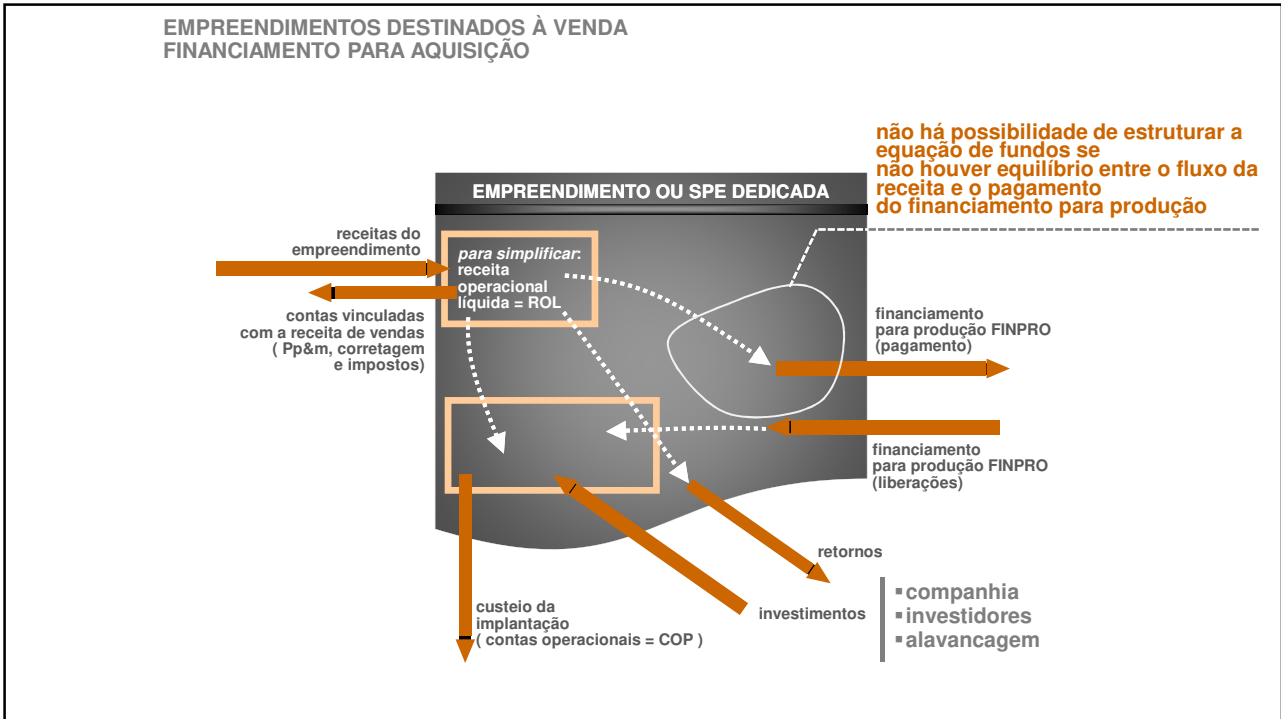 EMPREENDIMENTOS DESTINADOS À VENDA
FINANCIAMENTO PARA AQUISIÇÃO
não há possibilidade de estruturar a
equação de fundos se
não houver equilíbrio entre o fluxo da
receita e o pagamento
do financiamento para produção
EMPREENDIMENTO OU SPE DEDICADA
receitas do
empreendimento
para simplificar:
receita
operacional
líquida = ROL
contas vinculadas
com a receita de vendas
( Pp&m, corretagem
e impostos)
financiamento
para produção FINPRO
(pagamento)
financiamento
para produção FINPRO
(liberações)
retornos
investimentos
▪companhia
▪investidores
▪alavancagem
custeio da
implantação
( contas operacionais = COP )